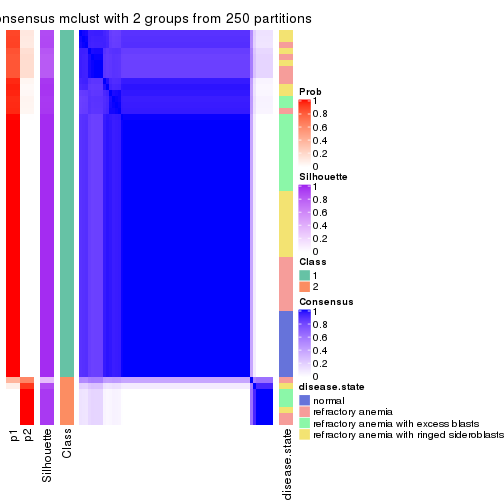 onsensus mclust with 2 groups from 250 partitions
Prob
1
0.8
0.6
0.4
0.2
0
Silhouette
1
0.8
0.6
0.4
0.2
0
Class
1
2
Consensus
1
0.8
0.6
0.4
0.2
0
disease.state
normal
refractory anemia
refractory anemia with excess blasts
refractory anemia with ringed sideroblasts
p1
p2
Silhouette
Class
disease.state